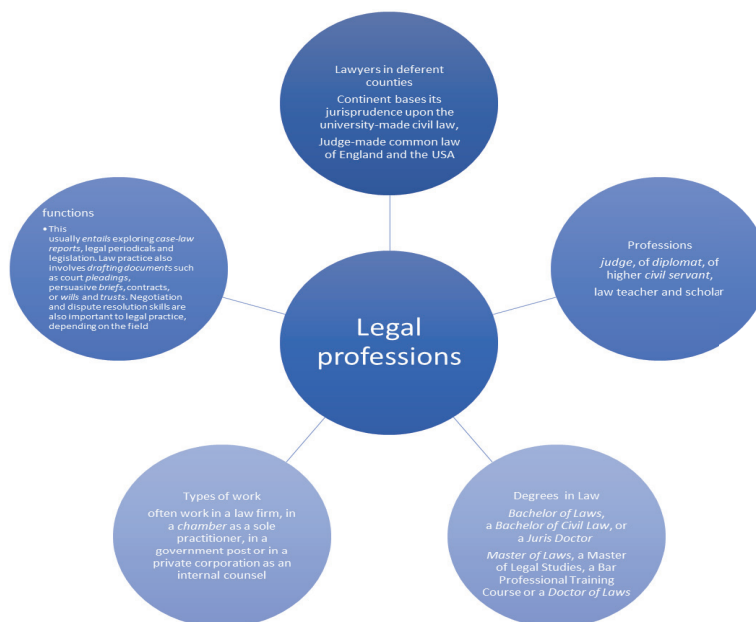 Lawyers in deferent
counties
Continent bases its
jurisprudence upon the
university-made civil law,
Judge-made common law
of England and the USA
functions
• This
usually entails exploring case-law
reports, legal periodicals and
legislation. Law practice also
involves drafting documents such
as court pleadings,
persuasive briefs, contracts,
or wills and trusts. Negotiation
and dispute resolution skills are
also important to legal practice,
depending on the field
Professions
judge, of diplomat, of
higher civil servant,
law teacher and scholar
Legal
professions
Types of work
often work in a law firm, in
a chamber as a sole
practitioner, in a
government post or in a
private corporation as an
internal counsel
Degrees in Law
Bachelor of Laws,
a Bachelor of Civil Law, or
a Juris Doctor
Master of Laws, a Master
of Legal Studies, a Bar
Professional Training
Course or a Doctor of Laws